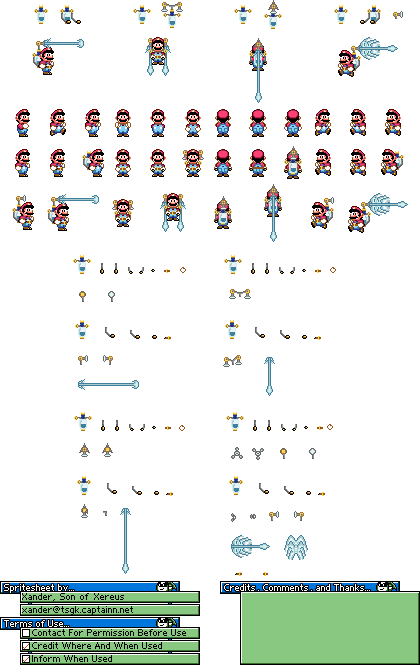 Spritesheet by...
Xander, Son of Xereus
xander@tsgk.captainn.net
Terms of Use...
Contact For Permission Before Use
Credit Where And When Used
Inform When Used
Credits, Comments, and Thanks...